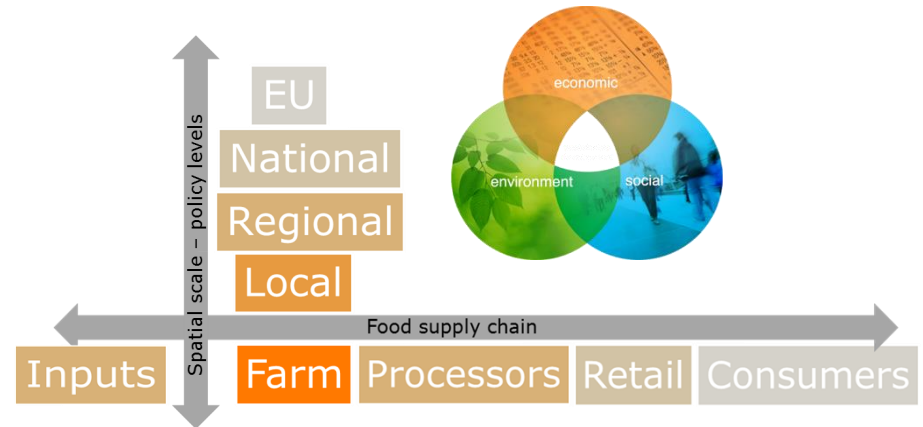 EU
National
Regional
Local
Spatial scale – policy levels
economic
environment
social
Food supply chain
Inputs
Farm
Processors
Retail
Consumers